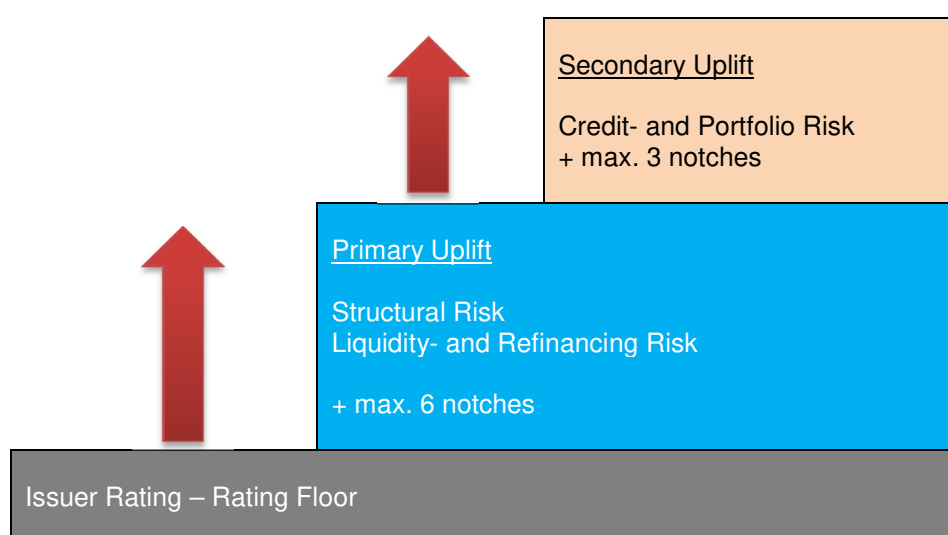 Secondary Uplift
Credit- and Portfolio Risk
+ max. 3 notches
Primary Uplift
Structural Risk
Liquidity- and Refinancing Risk
+ max. 6 notches
Issuer Rating – Rating Floor